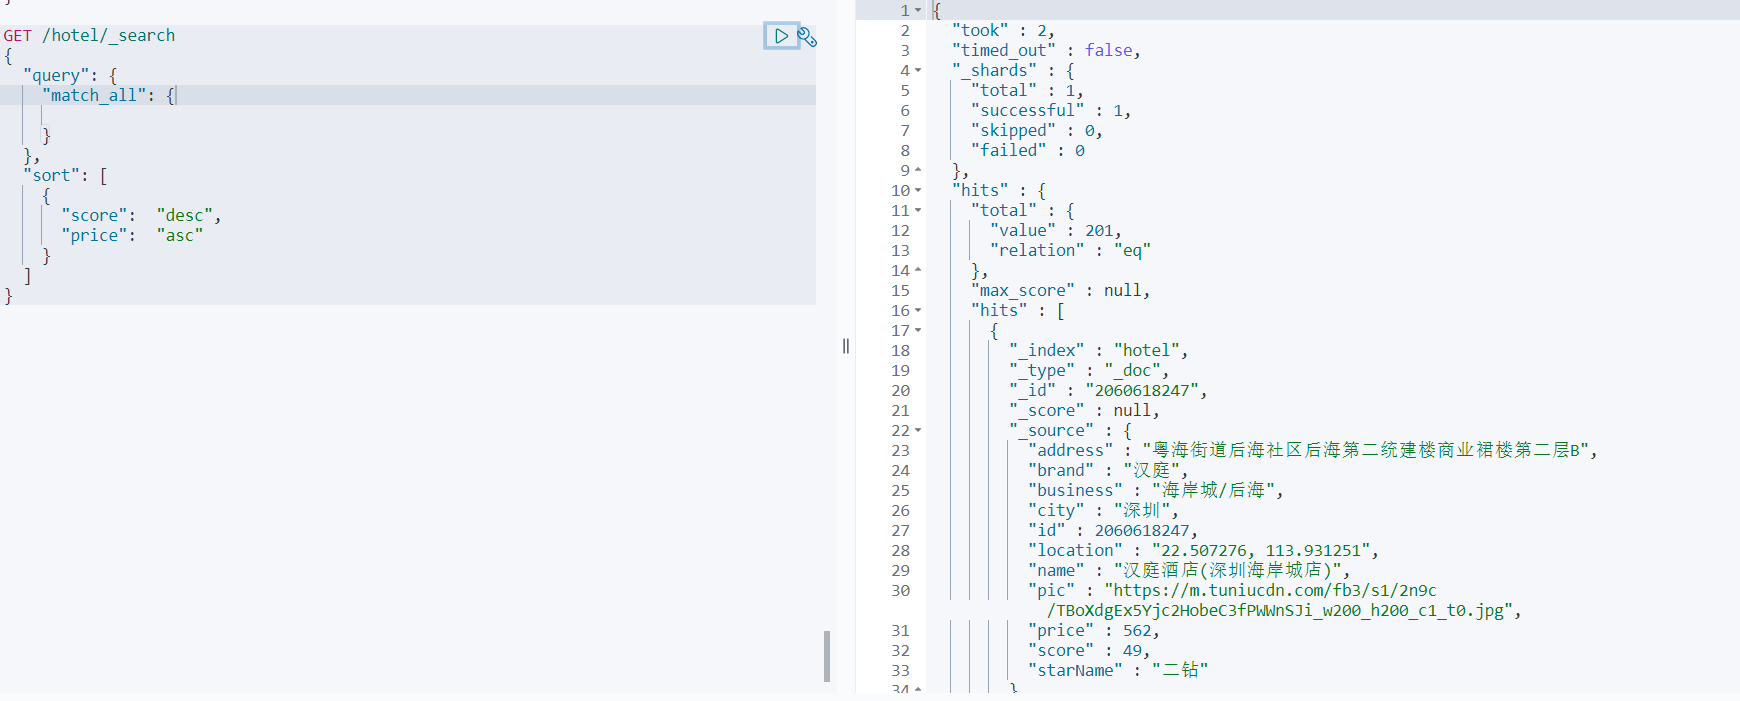 }
GET /hotel/_search
{
  "query": {
    "match_all": {

    }
  },
  "sort": [
    {
      "score":  "desc",
      "price":  "asc"
    }
  ]
}
1 {
2   "took" : 2,
3   "timed_out" : false,
4   "_shards" : {
5     "total" : 1,
6     "successful" : 1,
7     "skipped" : 0,
8     "failed" : 0
9   },
10   "hits" : {
11     "total" : {
12       "value" : 201,
13       "relation" : "eq"
14     },
15     "max_score" : null,
16     "hits" : [
17       {
18         "_index" : "hotel",
19         "_type" : "_doc",
20         "_id" : "2060618247",
21         "_score" : null,
22         "_source" : {
23           "address" : "粤海街道后海社区后海第二统建楼商业裙楼第二层B",
24           "brand" : "汉庭",
25           "business" : "海岸城/后海",
26           "city" : "深圳",
27           "id" : 2060618247,
28           "location" : "22.507276, 113.931251",
29           "name" : "汉庭酒店(深圳海岸城店)",
30           "pic" : "https://m.tuniucdn.com/fb3/s1/2n9c
/TBoXdgEx5Yjc2HobeC3fPWWnSJi_w200_h200_c1_t0.jpg",
31           "price" : 562,
32           "score" : 49,
33           "starName" : "二钻"
34         }